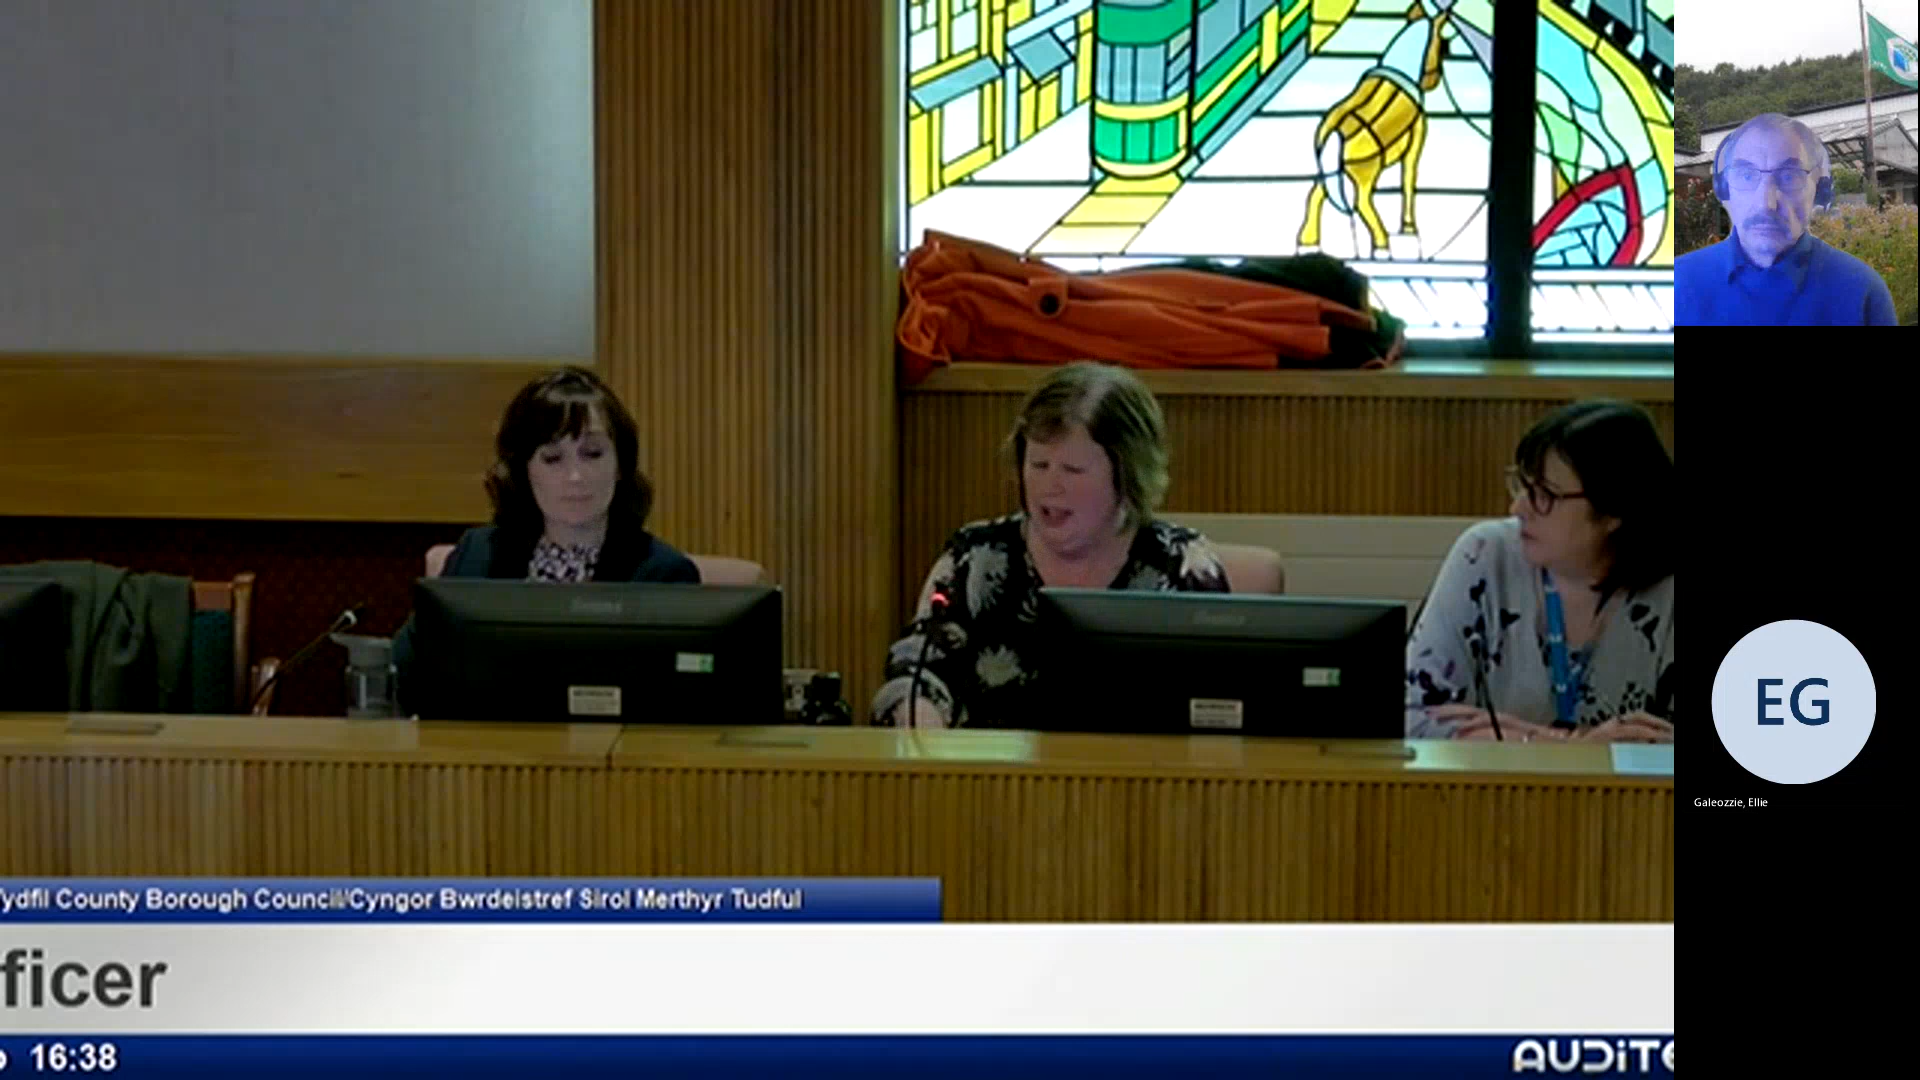 ydfil County Borough Council/Cyngor Bwrdeistref Sirol Merthyr Tudful
ficer
16:38
AUDiTE
EG
Galeozzie, Ellie